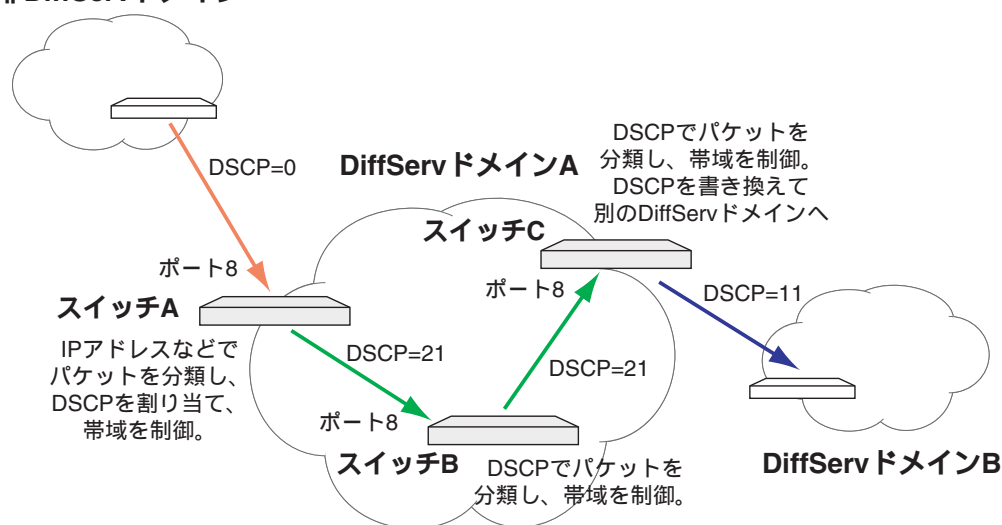 DSCP=0
DiffServドメインA
DSCPでパケットを
分類し、帯域を制御。
DSCPを書き換えて
別のDiffServドメインへ
スイッチC
ポート8
スイッチA
ポート8
DSCP=11
IPアドレスなどで
パケットを分類し、
DSCPを割り当て、
帯域を制御。
DSCP=21
DSCP=21
ポート8
スイッチB
DSCPでパケットを
分類し、帯域を制御。
DiffServドメインB